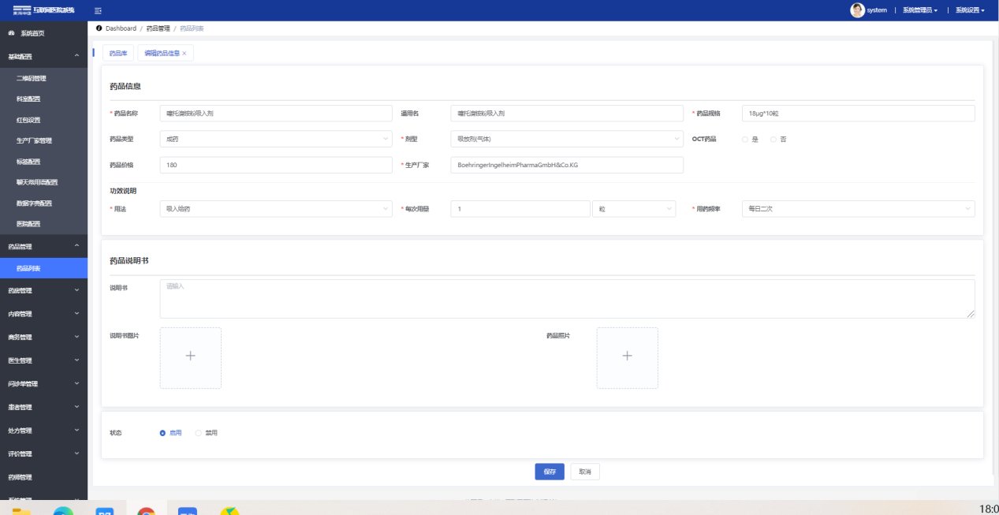 互联网医院系统
system | 系统管理员 | 系统设置
系统首页
Dashboard / 药品管理 / 药品列表
基础配置
药品库 编辑药品信息 ×
二维码管理
科室配置
红包设置
生产厂家管理
标签配置
聊天常用语配置
数据字典配置
医院配置
药品管理
药品列表
药房管理
内容管理
商务管理
医生管理
问诊单管理
患者管理
处方管理
评价管理
药师管理
系统管理
药品信息
* 药品名称 噻托溴铵粉吸入剂 通用名 噻托溴铵粉吸入剂 * 药品规格 18μg*10粒
药品类型 成药 * 剂型 吸放剂(气体) OCT药品 是 否
药品价格 180 * 生产厂家 BoehringerIngelheimPharmaGmbH&Co.KG
功效说明
* 用法 吸入给药 * 每次用量 1 粒 * 用药频率 每日二次
药品说明书
说明书 请输入
说明书图片 药品照片
状态 启用 禁用
保存 取消
18:0